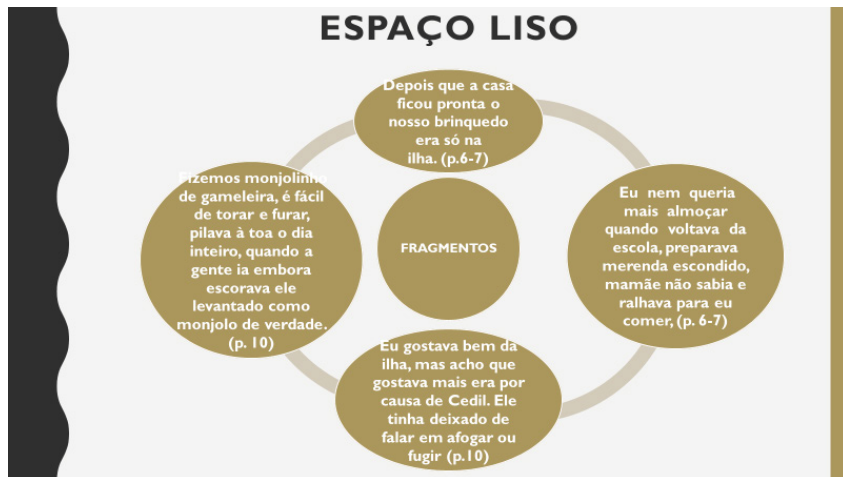 ESPAÇO LISO
Depois que a casa
ficou pronta o
nosso brinquedo
era só na
ilha. (p.6-7)
Eu nem queria
mais almoçar
quando voltava da
escola, preparava
merenda escondido,
mamãe não sabia e
ralhava para eu
comer, (p. 6-7)
Eu gostava bem da
ilha, mas acho que
gostava mais era por
causa de Cedil. Ele
tinha deixado de
falar em afogar ou
fugir (p.10)
Fizemos monjolinho
de gameleira, é fácil
de torar e furar,
pilava à toa o dia
inteiro, quando a
gente ia embora
escorava ele
levantado como
monjolo de verdade.
(p. 10)
FRAGMENTOS